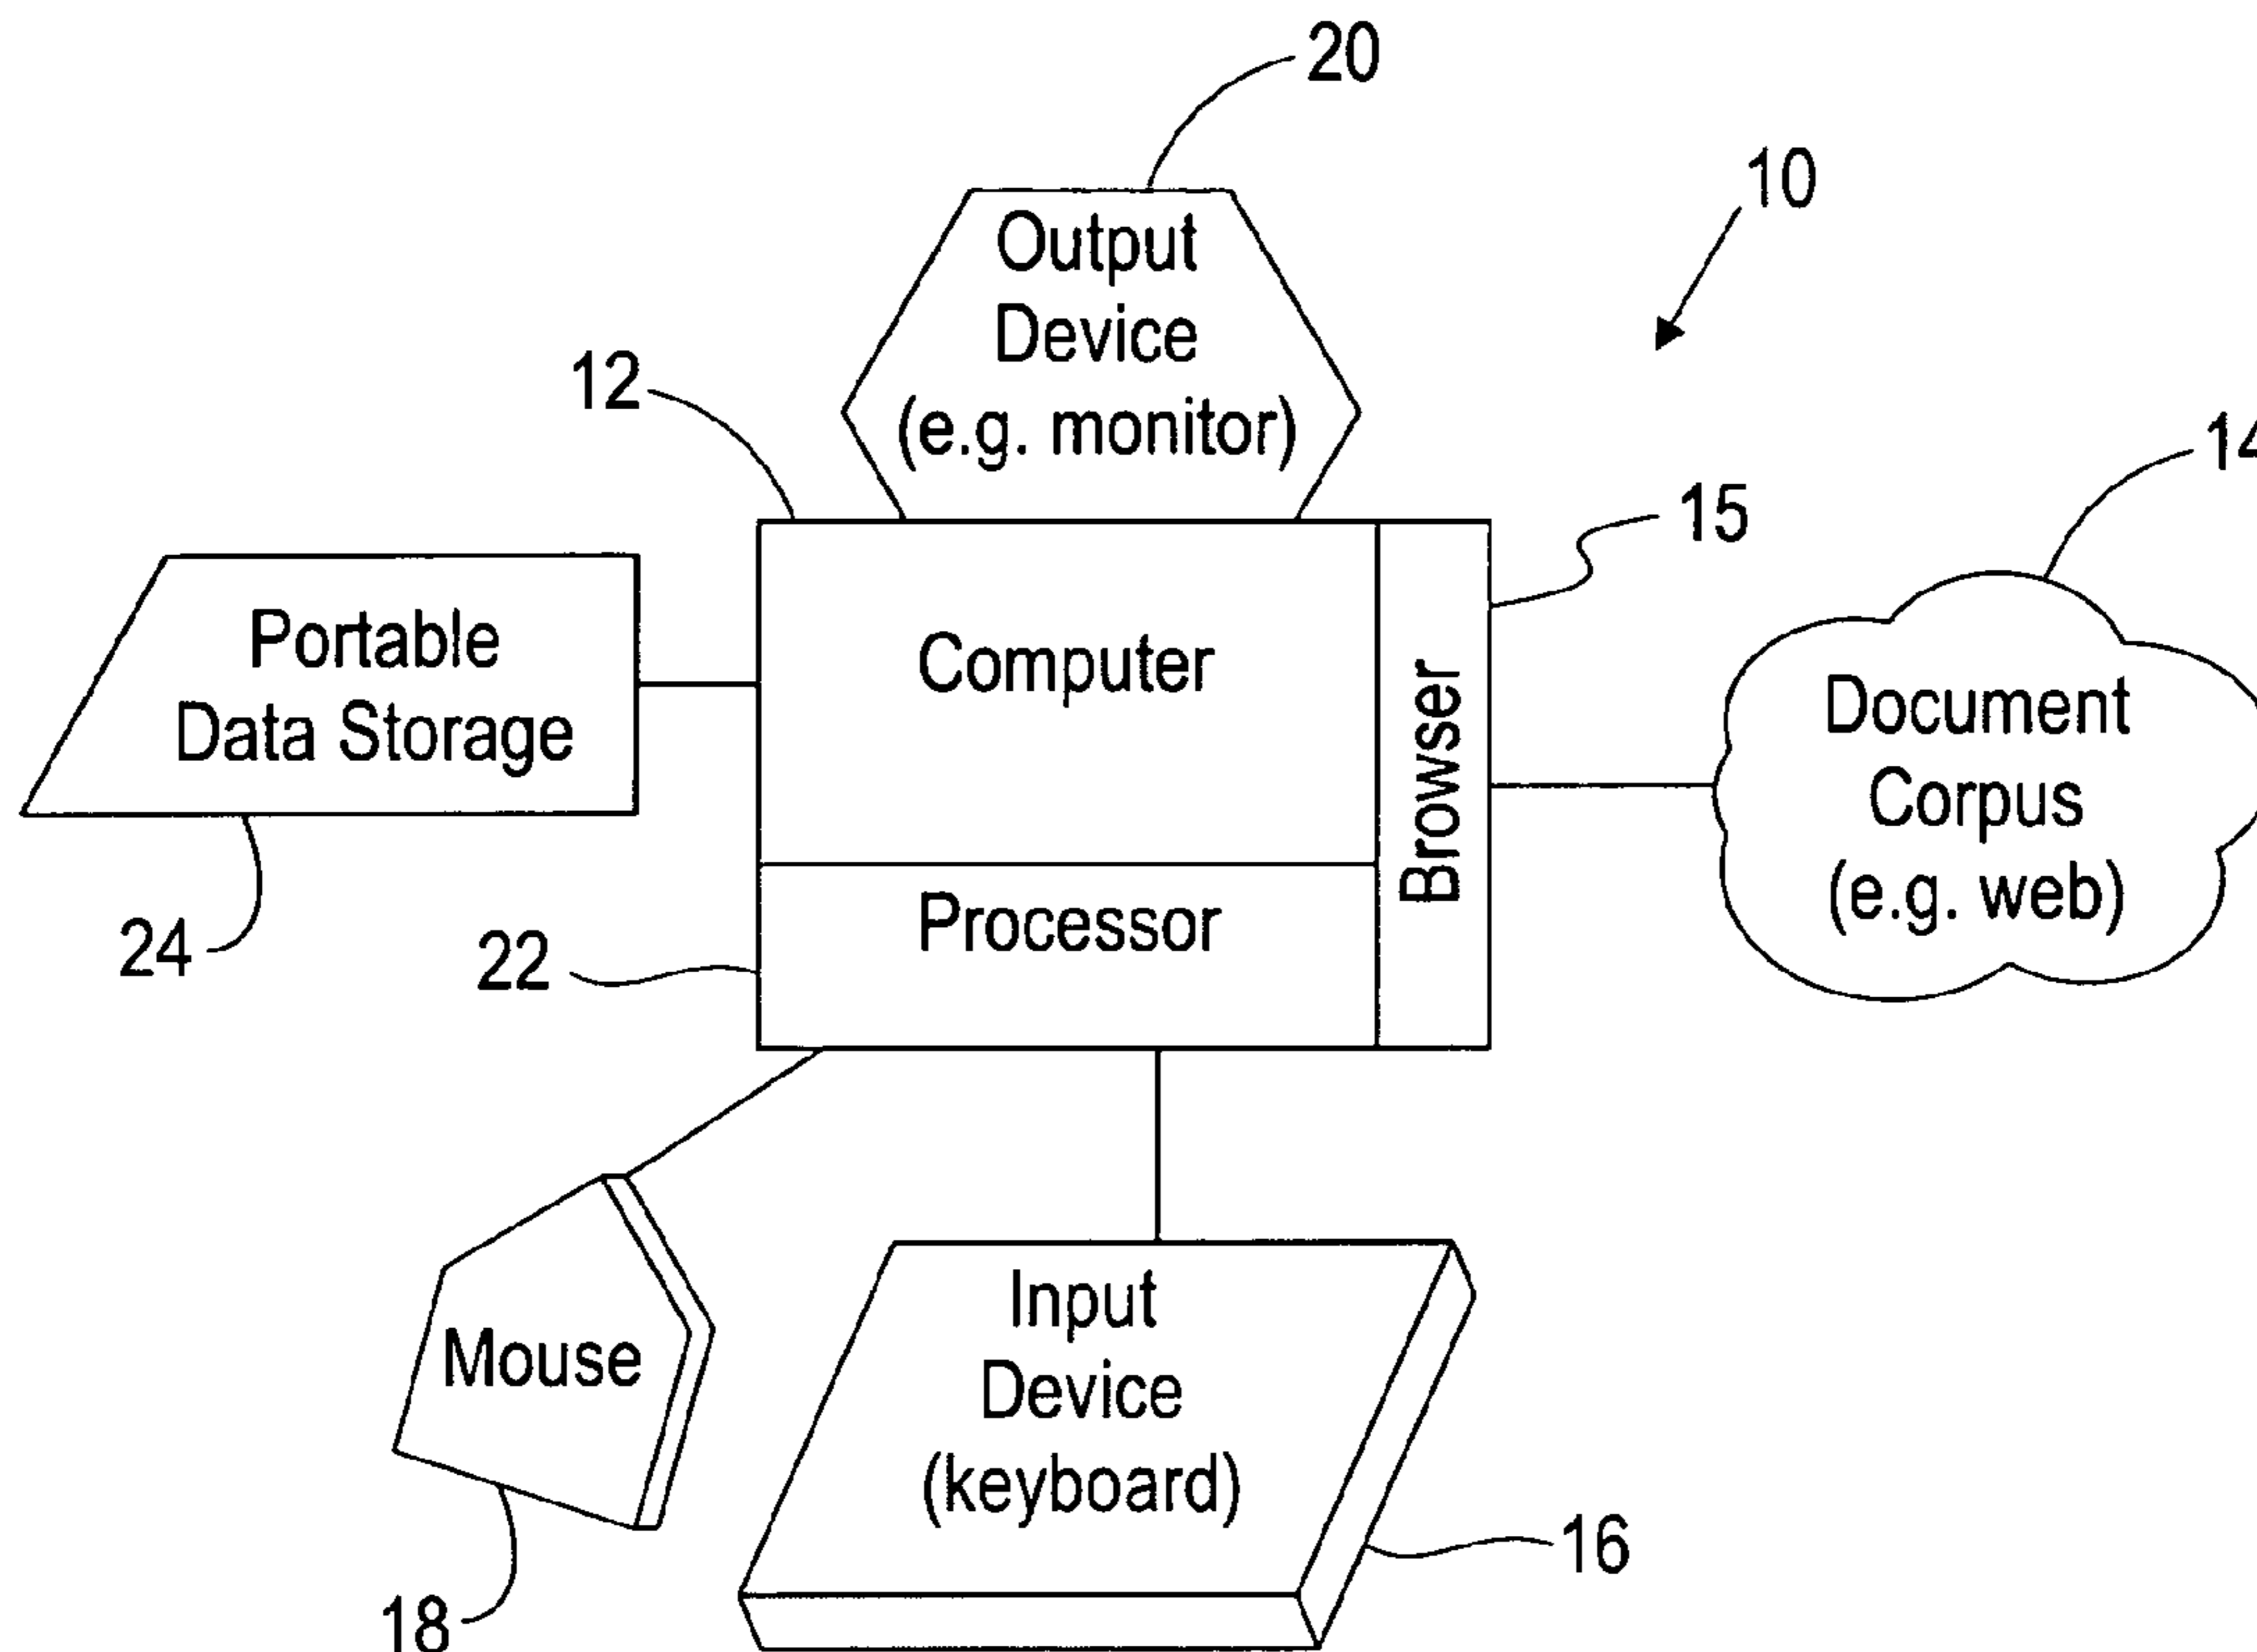 20
10
Output
Device
(e.g. monitor)
12
14
15
Portable
Data Storage
Computer
Browser
Document
Corpus
(e.g. web)
Processor
24
22
Mouse
Input
Device
(keyboard)
16
18